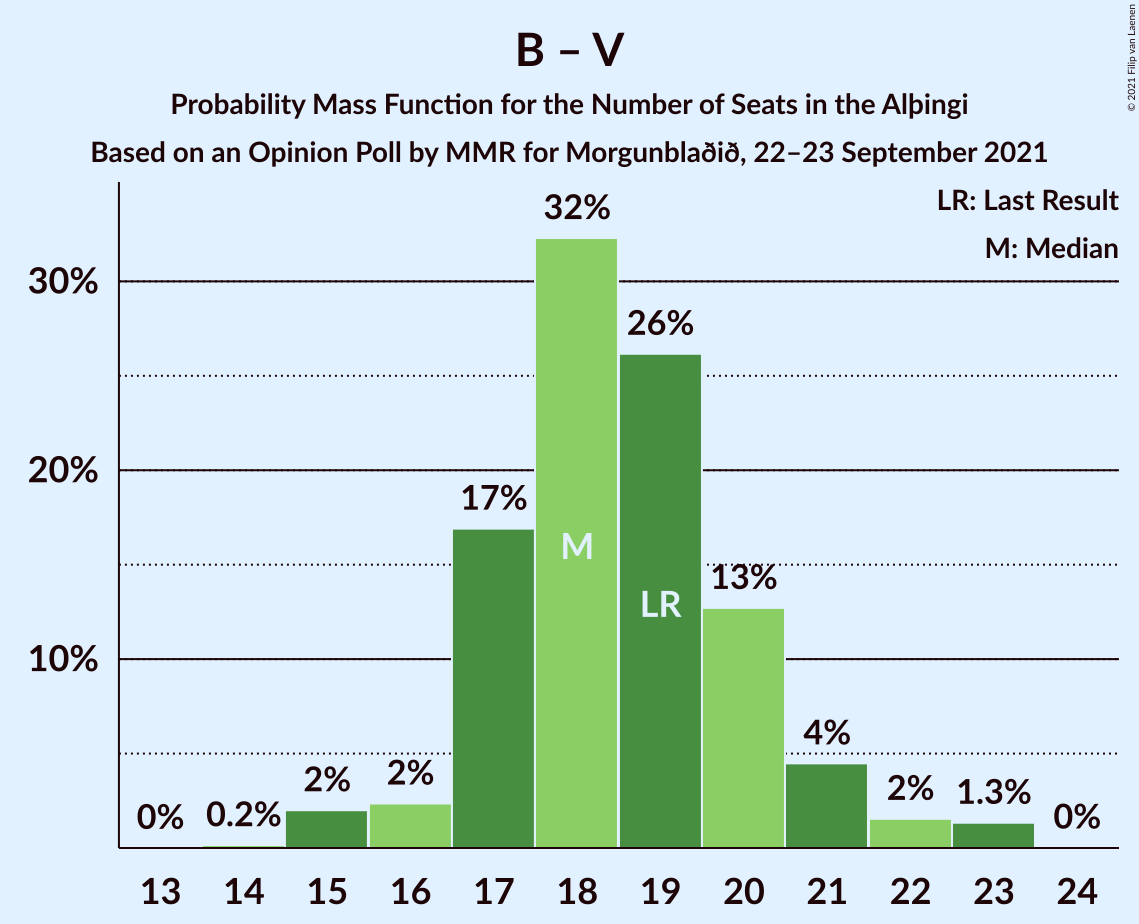 B – V
Probability Mass Function for the Number of Seats in the Alþingi
Based on an Opinion Poll by MMR for Morgunblaðið, 22–23 September 2021
© 2021 Filip van Laenen
LR: Last Result
M: Median
30%
20%
10%
0%
0.2%
2%
2%
17%
32%
26%
13%
4%
2%
1.3%
0%
M
LR
13 14 15 16 17 18 19 20 21 22 23 24